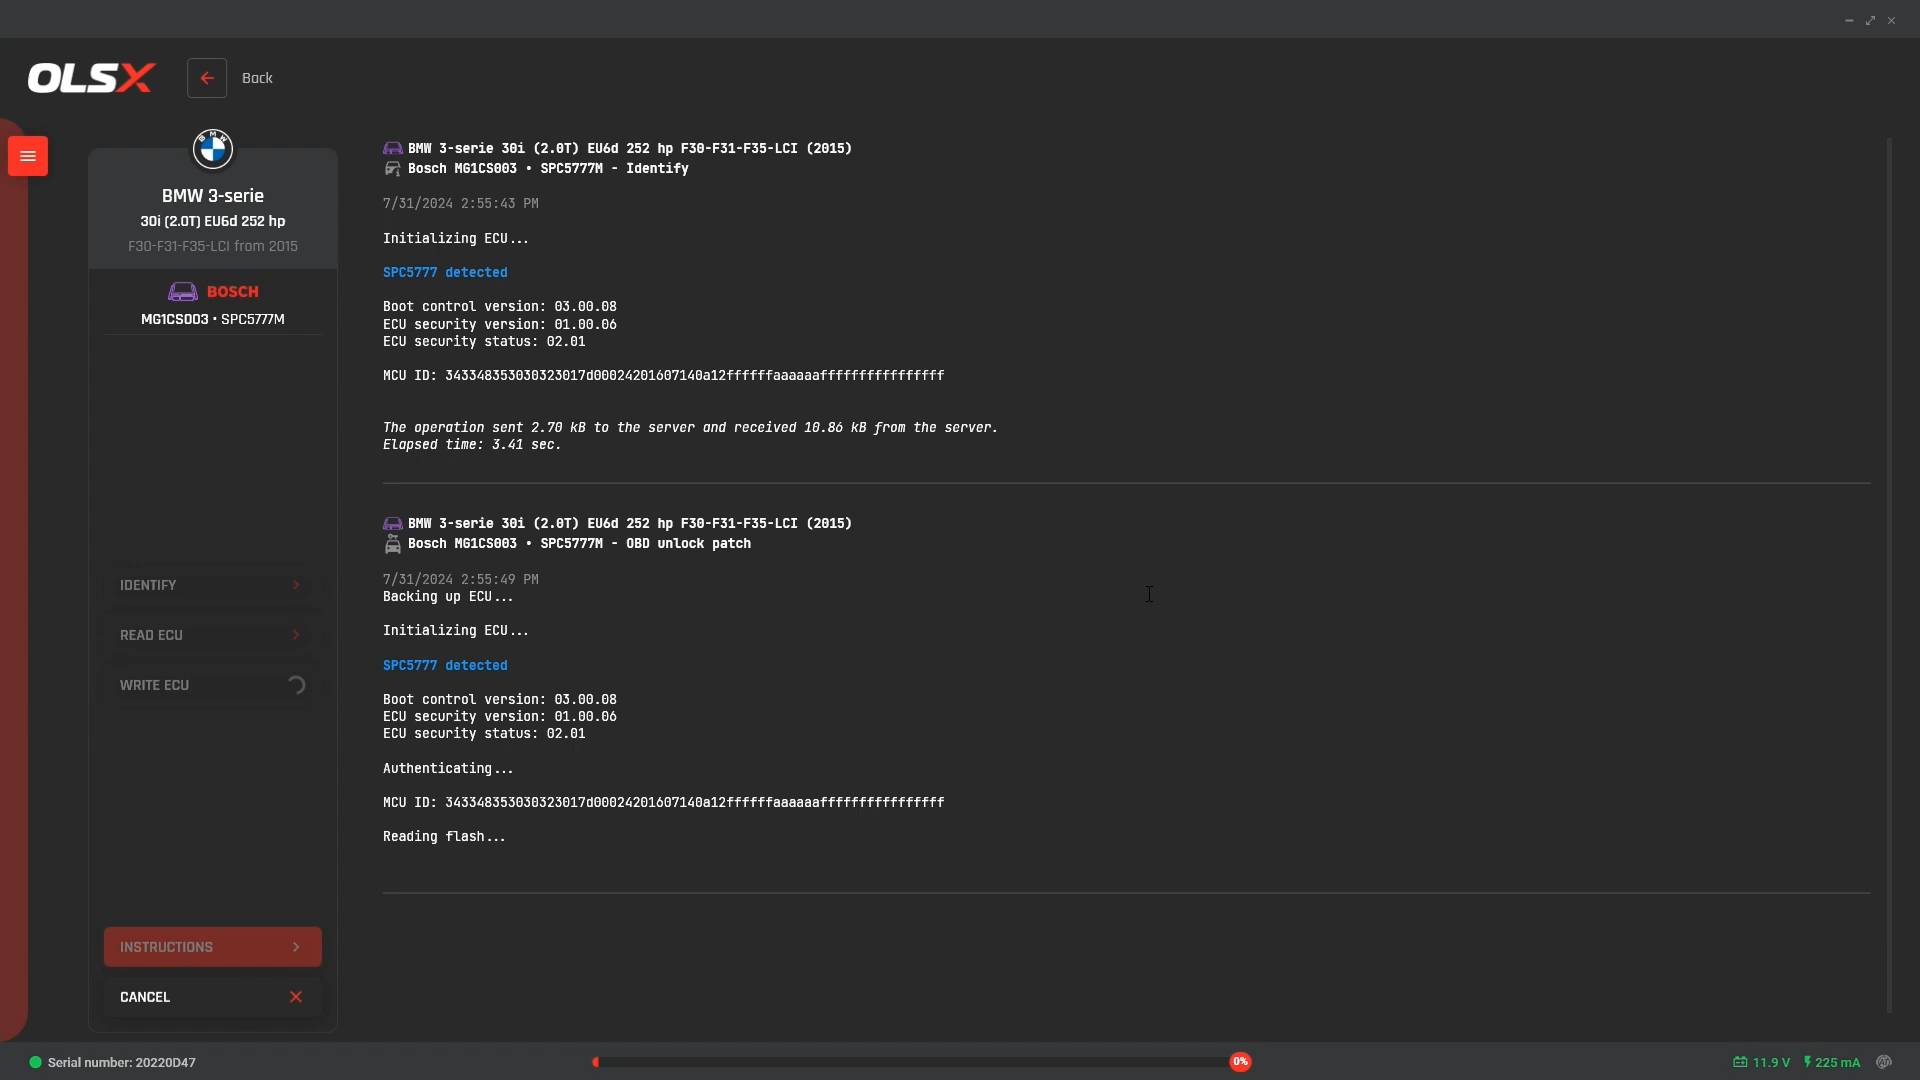 OLSX
Back
BMW 3-serie
30i (2.0T) EU6d 252 hp
F30-F31-F35-LCI from 2015
BOSCH
MG1CS003 • SPC5777M
IDENTIFY
READ ECU
WRITE ECU
INSTRUCTIONS
CANCEL
BMW 3-serie 30i (2.0T) EU6d 252 hp F30-F31-F35-LCI (2015)
Bosch MG1CS003 • SPC5777M - Identify
7/31/2024 2:55:43 PM
Initializing ECU...
SPC5777 detected
Boot control version: 03.00.08
ECU security version: 01.00.06
ECU security status: 02.01
MCU ID: 343348353030323017d00024201607140a12ffffffaaaaaaffffffffffffffff
The operation sent 2.70 kB to the server and received 10.86 kB from the server.
Elapsed time: 3.41 sec.
BMW 3-serie 30i (2.0T) EU6d 252 hp F30-F31-F35-LCI (2015)
Bosch MG1CS003 • SPC5777M - OBD unlock patch
7/31/2024 2:55:49 PM
Backing up ECU...
Initializing ECU...
SPC5777 detected
Boot control version: 03.00.08
ECU security version: 01.00.06
ECU security status: 02.01
Authenticating...
MCU ID: 343348353030323017d00024201607140a12ffffffaaaaaaffffffffffffffff
Reading flash...
Serial number: 20220D47
0%
11.9 V
225 mA